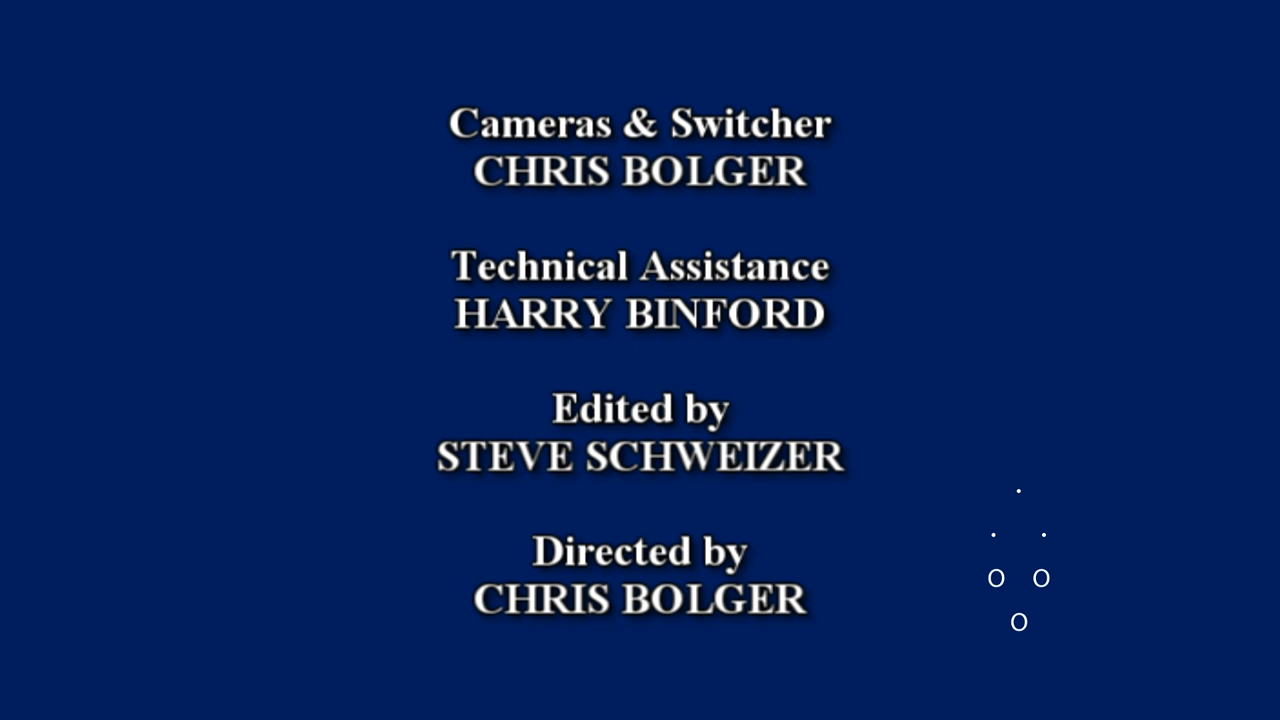 Cameras & Switcher
CHRIS BOLGER
Technical Assistance
HARRY BINFORD
Edited by
STEVE SCHWEIZER
Directed by
CHRIS BOLGER
.
. .
O O
O